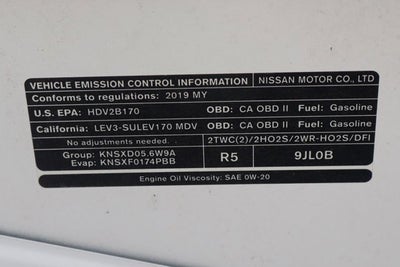 VEHICLE EMISSION CONTROL INFORMATION NISSAN MOTOR CO., LTD
Conforms to regulations: 2019 MY
U.S. EPA: HDV2B170 OBD: CA OBD II Fuel: Gasoline
California: LEV3-SULEV170 MDV OBD: CA OBD II Fuel: Gasoline
No adjustments needed. 2TWC(2)/2HO2S/2WR-HO2S/DFI
Group: KNSXD05.6W9A
Evap: KNSXF0174PBB
R5 9JL0B
Engine Oil Viscosity: SAE 0W-20